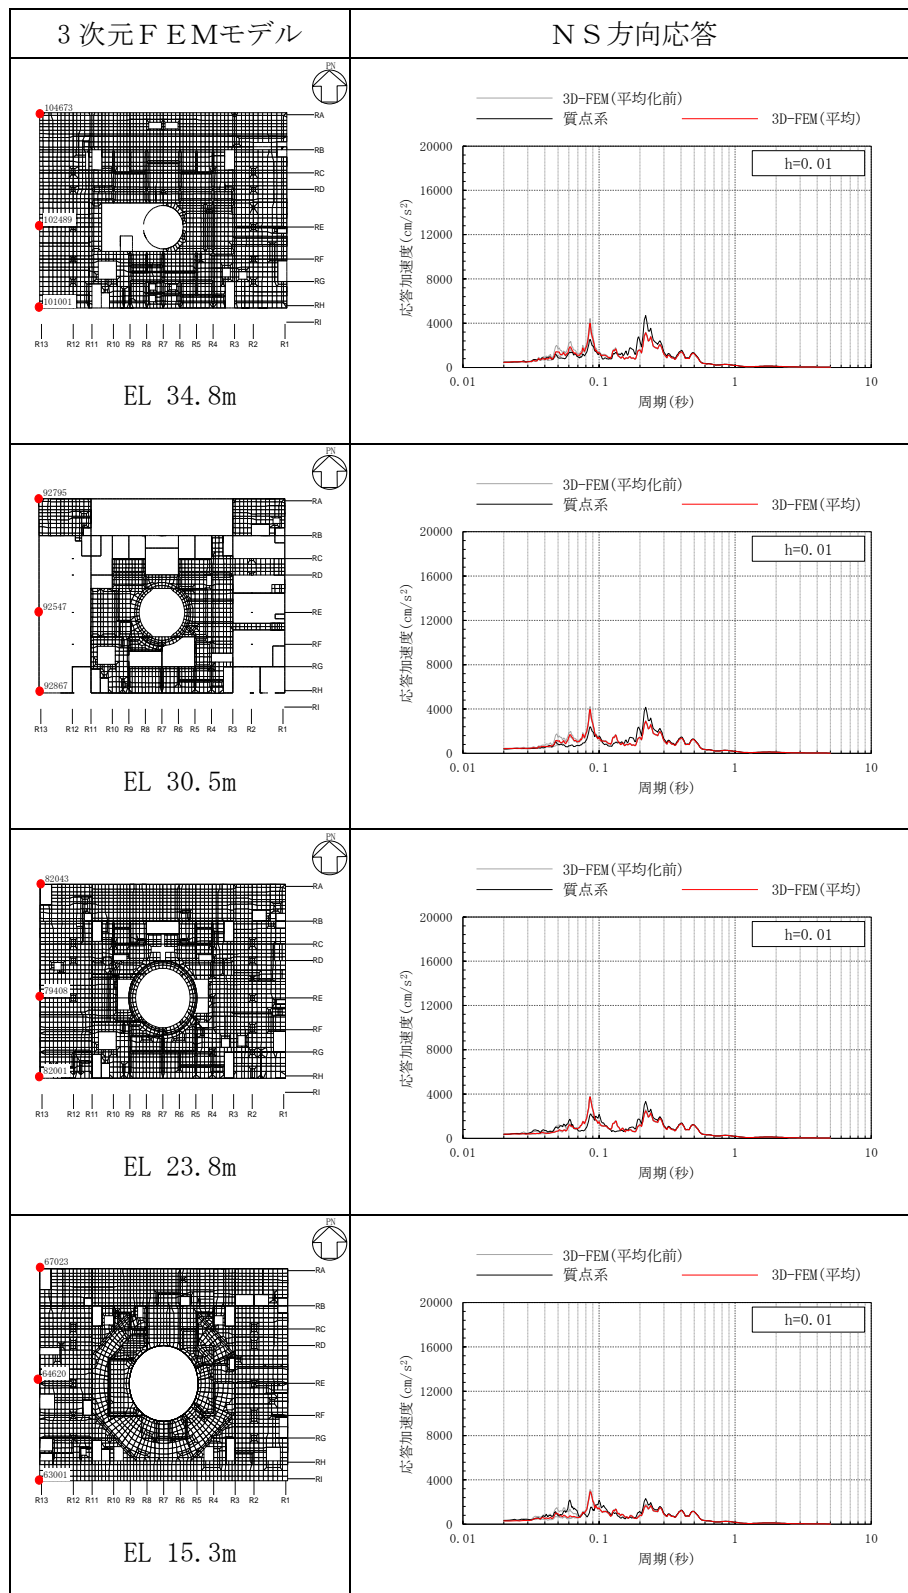 3次元ＦＥＭモデル
ＮＳ方向応答
PN
104673
102489
101001
RA
RB
RC
RD
RE
RF
RG
RH
RI
R13 R12 R11 R10 R9 R8 R7 R6 R5 R4 R3 R2 R1
EL 34.8m
3D-FEM(平均化前)
質点系 3D-FEM(平均)
h=0.01
応答加速度(cm/s²)
20000
16000
12000
8000
4000
0
0.01 0.1 1 10
周期(秒)
PN
92795
92547
92867
RA
RB
RC
RD
RE
RF
RG
RH
RI
R13 R12 R11 R10 R9 R8 R7 R6 R5 R4 R3 R2 R1
EL 30.5m
3D-FEM(平均化前)
質点系 3D-FEM(平均)
h=0.01
応答加速度(cm/s²)
20000
16000
12000
8000
4000
0
0.01 0.1 1 10
周期(秒)
PN
82043
79408
82001
RA
RB
RC
RD
RE
RF
RG
RH
RI
R13 R12 R11 R10 R9 R8 R7 R6 R5 R4 R3 R2 R1
EL 23.8m
3D-FEM(平均化前)
質点系 3D-FEM(平均)
h=0.01
応答加速度(cm/s²)
20000
16000
12000
8000
4000
0
0.01 0.1 1 10
周期(秒)
PN
67023
64620
63001
RA
RB
RC
RD
RE
RF
RG
RH
RI
R13 R12 R11 R10 R9 R8 R7 R6 R5 R4 R3 R2 R1
EL 15.3m
3D-FEM(平均化前)
質点系 3D-FEM(平均)
h=0.01
応答加速度(cm/s²)
20000
16000
12000
8000
4000
0
0.01 0.1 1 10
周期(秒)